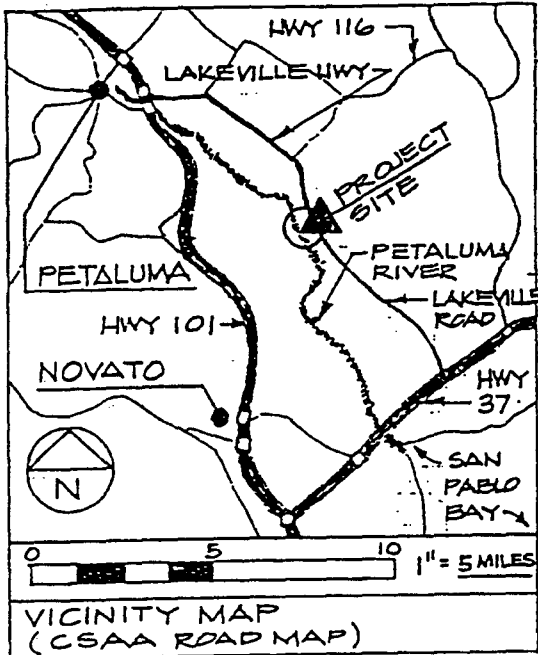 HWY 116
LAKEVILLE HWY
PROJECT
SITE
PETALUMA
PETALUMA
RIVER
LAKEVILLE
ROAD
HWY 101
NOVATO
HWY
37
SAN
PABLO
BAY
N
0 5 10
1" = 5 MILES
VICINITY MAP
(CSAA ROAD MAP)